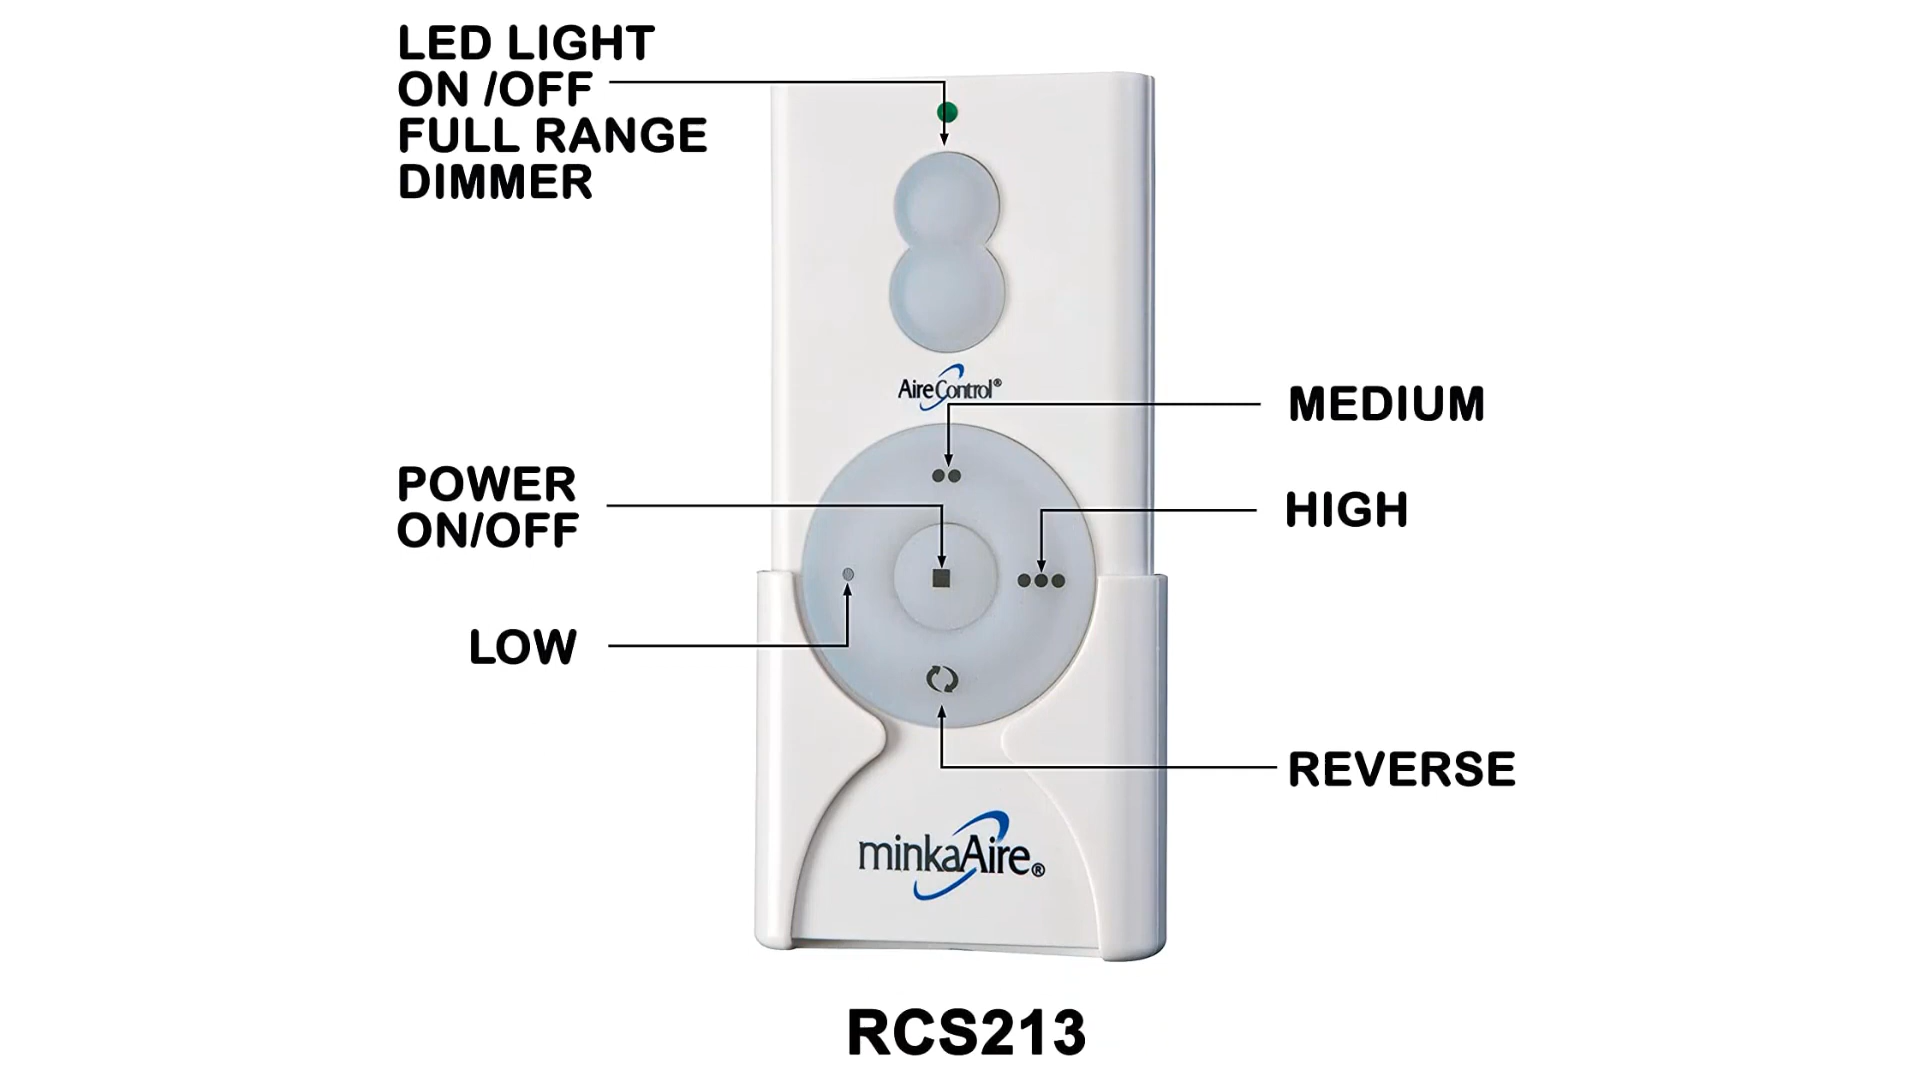 LED LIGHT
ON /OFF
FULL RANGE
DIMMER
AireControl®
MEDIUM
POWER
ON/OFF
HIGH
LOW
REVERSE
minkaAire®
RCS213